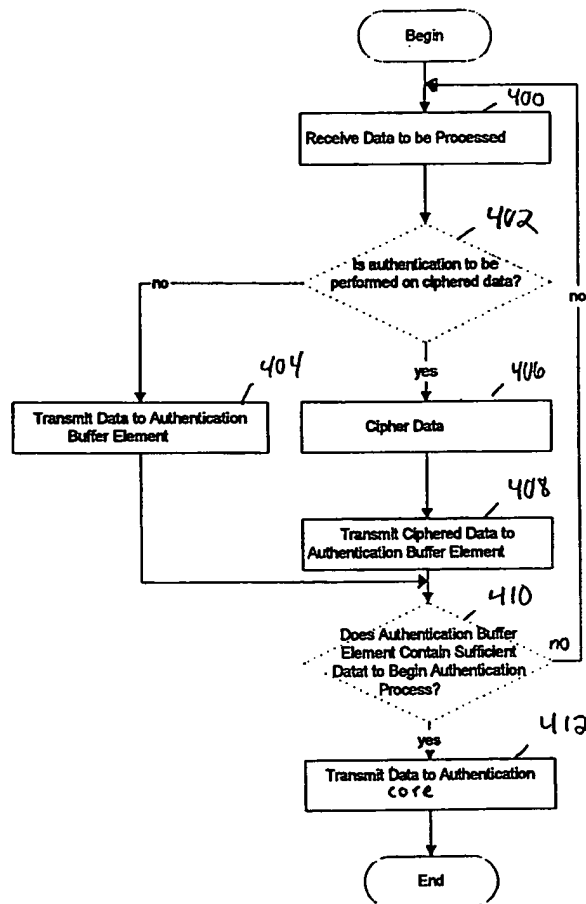 Begin
400
Receive Data to be Processed
402
Is authentication to be
performed on ciphered data?
no
no
yes
404
406
Transmit Data to Authentication
Buffer Element
Cipher Data
408
Transmit Ciphered Data to
Authentication Buffer Element
410
Does Authentication Buffer
Element Contain Sufficient
Datat to Begin Authentication
Process?
no
yes
412
Transmit Data to Authentication
core
End